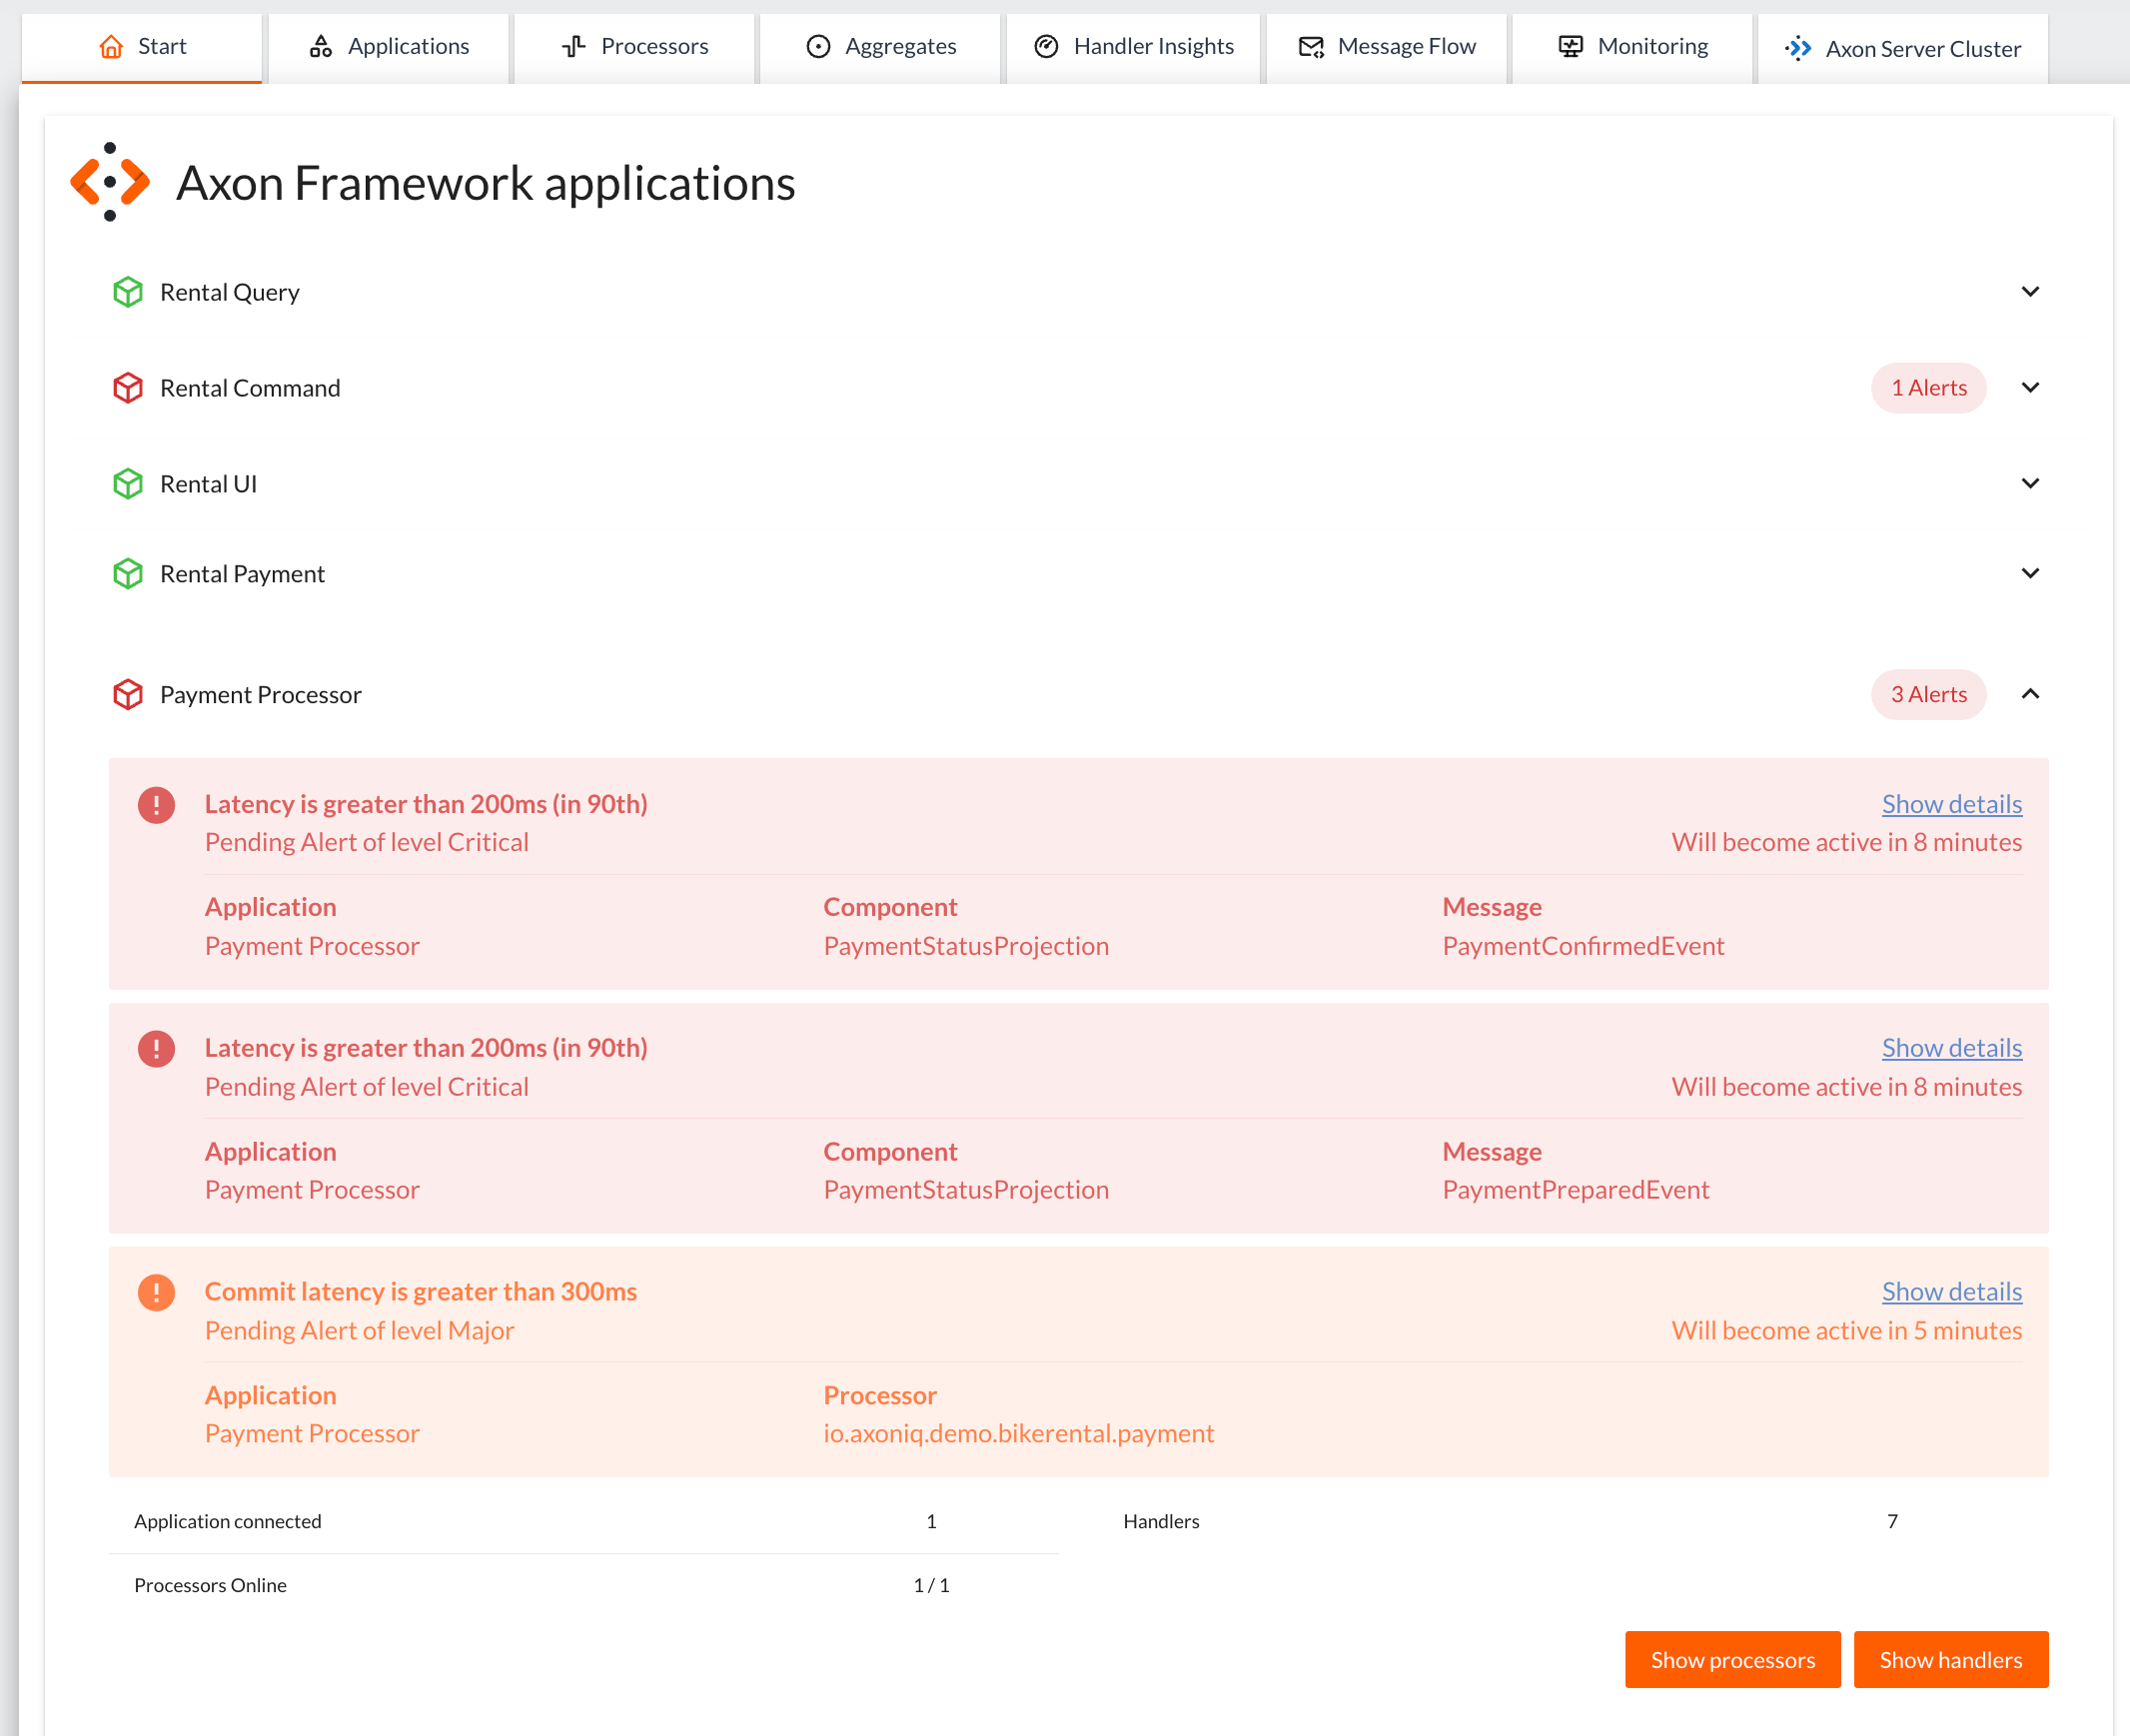 Start
Applications
Processors
Aggregates
Handler Insights
Message Flow
Monitoring
Axon Server Cluster
Axon Framework applications
Rental Query
Rental Command
1 Alerts
Rental UI
Rental Payment
Payment Processor
3 Alerts
Latency is greater than 200ms (in 90th)
Show details
Pending Alert of level Critical
Will become active in 8 minutes
Application
Component
Message
Payment Processor
PaymentStatusProjection
PaymentConfirmedEvent
Latency is greater than 200ms (in 90th)
Show details
Pending Alert of level Critical
Will become active in 8 minutes
Application
Component
Message
Payment Processor
PaymentStatusProjection
PaymentPreparedEvent
Commit latency is greater than 300ms
Show details
Pending Alert of level Major
Will become active in 5 minutes
Application
Processor
Payment Processor
io.axoniq.demo.bikerental.payment
Application connected
1
Handlers
7
Processors Online
1 / 1
Show processors
Show handlers